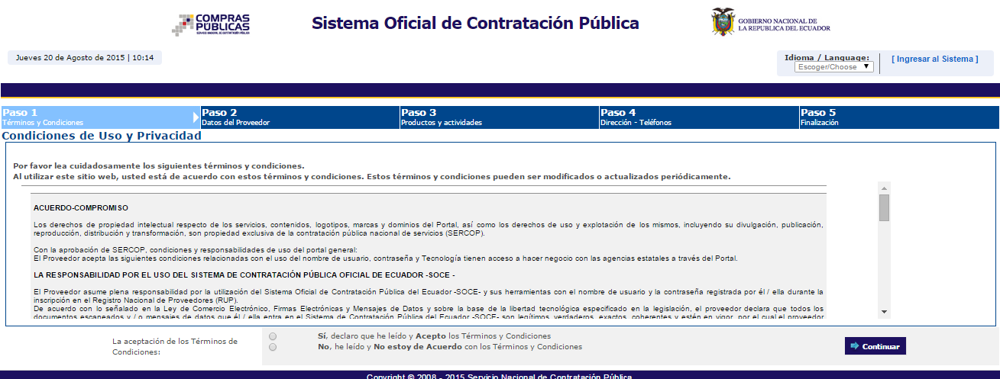 COMPRAS
PÚBLICAS
SERVICIO NACIONAL DE CONTRATACIÓN PÚBLICA
Sistema Oficial de Contratación Pública
GOBIERNO NACIONAL DE
LA REPUBLICA DEL ECUADOR
Jueves 20 de Agosto de 2015 | 10:14
Idioma / Language:
Escoger/Choose
[ Ingresar al Sistema ]
Paso 1
Términos y Condiciones
Paso 2
Datos del Proveedor
Paso 3
Productos y actividades
Paso 4
Dirección - Teléfonos
Paso 5
Finalización
Condiciones de Uso y Privacidad
Por favor lea cuidadosamente los siguientes términos y condiciones.
Al utilizar este sitio web, usted está de acuerdo con estos términos y condiciones. Estos términos y condiciones pueden ser modificados o actualizados periódicamente.
ACUERDO-COMPROMISO
Los derechos de propiedad intelectual respecto de los servicios, contenidos, logotipos, marcas y dominios del Portal, así como los derechos de uso y explotación de los mismos, incluyendo su divulgación, publicación,
reproducción, distribución y transformación, son propiedad exclusiva de la contratación pública nacional de servicios (SERCOP).
Con la aprobación de SERCOP, condiciones y responsabilidades de uso del portal general:
El Proveedor acepta las siguientes condiciones relacionadas con el uso del nombre de usuario, contraseña y Tecnología tienen acceso a hacer negocio con las agencias estatales a través del Portal.
LA RESPONSABILIDAD POR EL USO DEL SISTEMA DE CONTRATACIÓN PÚBLICA OFICIAL DE ECUADOR -SOCE -
El Proveedor asume plena responsabilidad por la utilización del Sistema Oficial de Contratación Pública del Ecuador -SOCE- y sus herramientas con el nombre de usuario y la contraseña registrada por él / ella durante la
inscripción en el Registro Nacional de Proveedores (RUP).
De acuerdo con lo señalado en la Ley de Comercio Electrónico, Firmas Electrónicas y Mensajes de Datos y sobre la base de la libertad tecnológica especificado en la legislación, el proveedor declara que todos los
documentos escaneados y / o mensajes de datos que él / ella entra en el Sistema de Contratación Pública del Ecuador -SOCE- son legítimos, verdaderos, exactos, coherentes y estén en vigor, por el cual el proveedor
La aceptación de los Términos de
Condiciones:
Sí, declaro que he leído y Acepto los Términos y Condiciones
No, he leído y No estoy de Acuerdo con los Términos y Condiciones
Continuar
Copyright © 2008 - 2015 Servicio Nacional de Contratación Pública